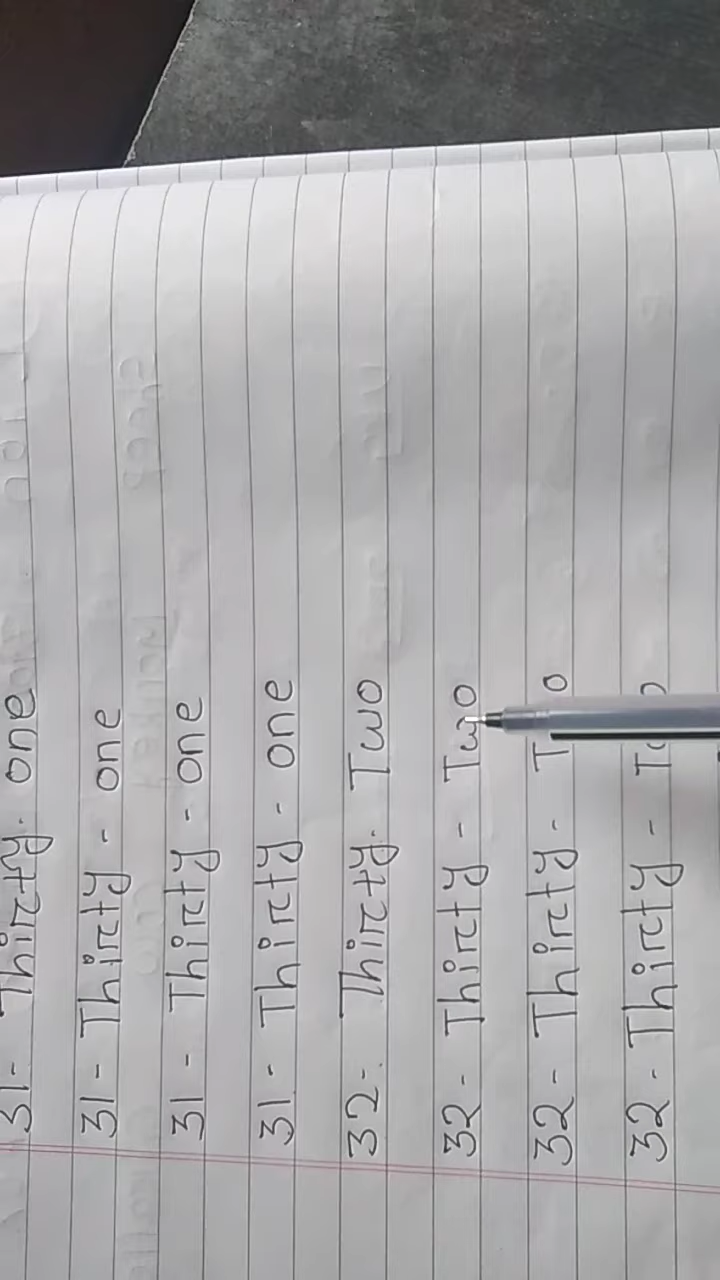 31- Thirty. one
31 - Thirty - one
31 - Thirty - one
31 - Thirty - one
32- Thirty. Two
32 - Thirty - Two
32 - Thirty -
32 - Thirty -